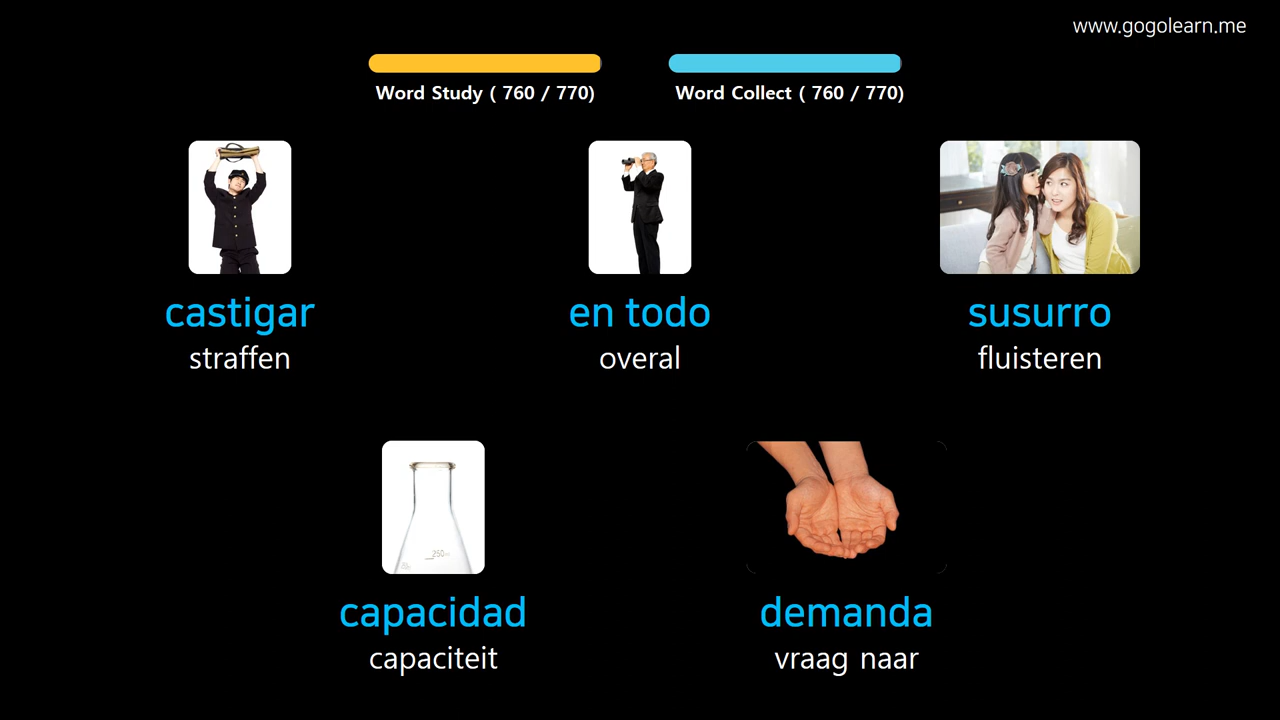 www.gogolearn.me
Word Study ( 760 / 770)
Word Collect ( 760 / 770)
castigar
straffen
en todo
overal
susurro
fluisteren
250
capacidad
capaciteit
demanda
vraag naar